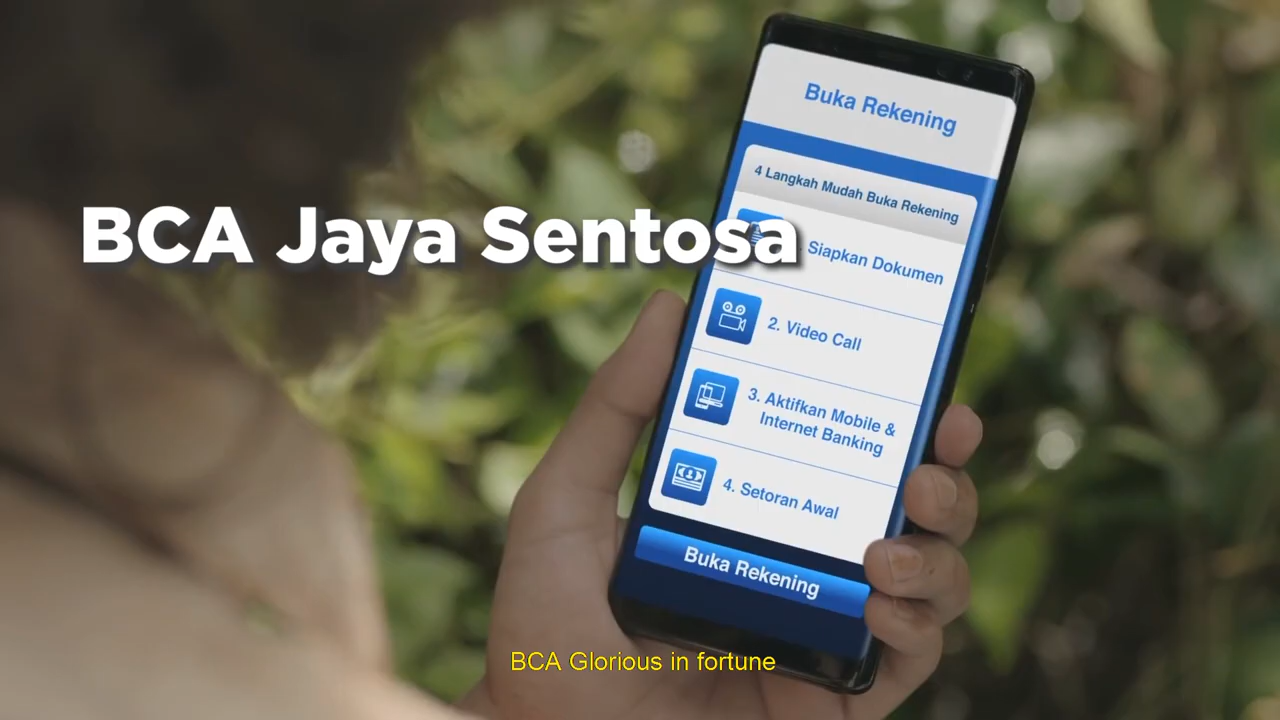 Buka Rekening
4 Langkah Mudah Buka Rekening
BCA Jaya Sentosa
Siapkan Dokumen
2. Video Call
3. Aktifkan Mobile &
Internet Banking
4. Setoran Awal
Buka Rekening
BCA Glorious in fortune